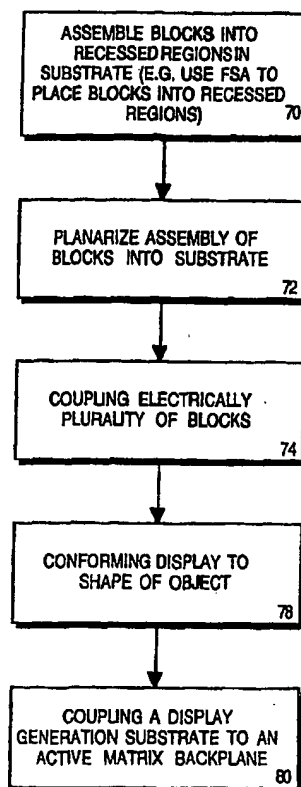 ASSEMBLE BLOCKS INTO
RECESSED REGIONS IN
SUBSTRATE (E.G. USE FSA TO
PLACE BLOCKS INTO RECESSED
REGIONS)
70
PLANARIZE ASSEMBLY OF
BLOCKS INTO SUBSTRATE
72
COUPLING ELECTRICALLY
PLURALITY OF BLOCKS
74
CONFORMING DISPLAY TO
SHAPE OF OBJECT
78
COUPLING A DISPLAY
GENERATION SUBSTRATE TO AN
ACTIVE MATRIX BACKPLANE
80